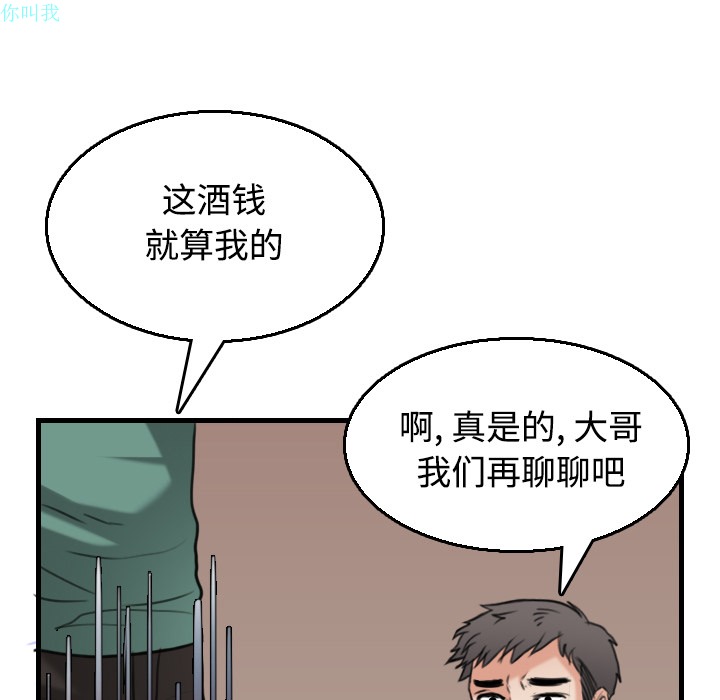 你叫我
这酒钱
就算我的
啊, 真是的, 大哥
我们再聊聊吧